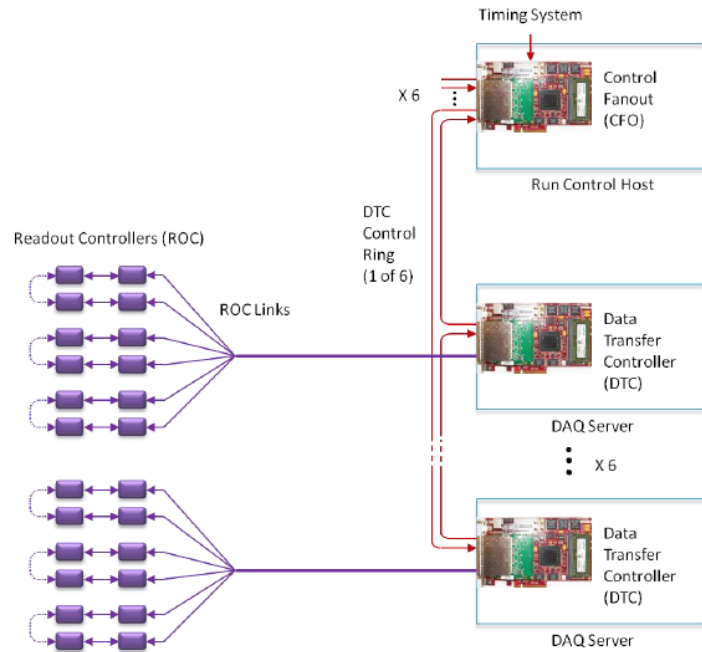 Timing System
X 6
Control
Fanout
(CFO)
Run Control Host
DTC
Control
Ring
(1 of 6)
Readout Controllers (ROC)
ROC Links
Data
Transfer
Controller
(DTC)
DAQ Server
X 6
Data
Transfer
Controller
(DTC)
DAQ Server